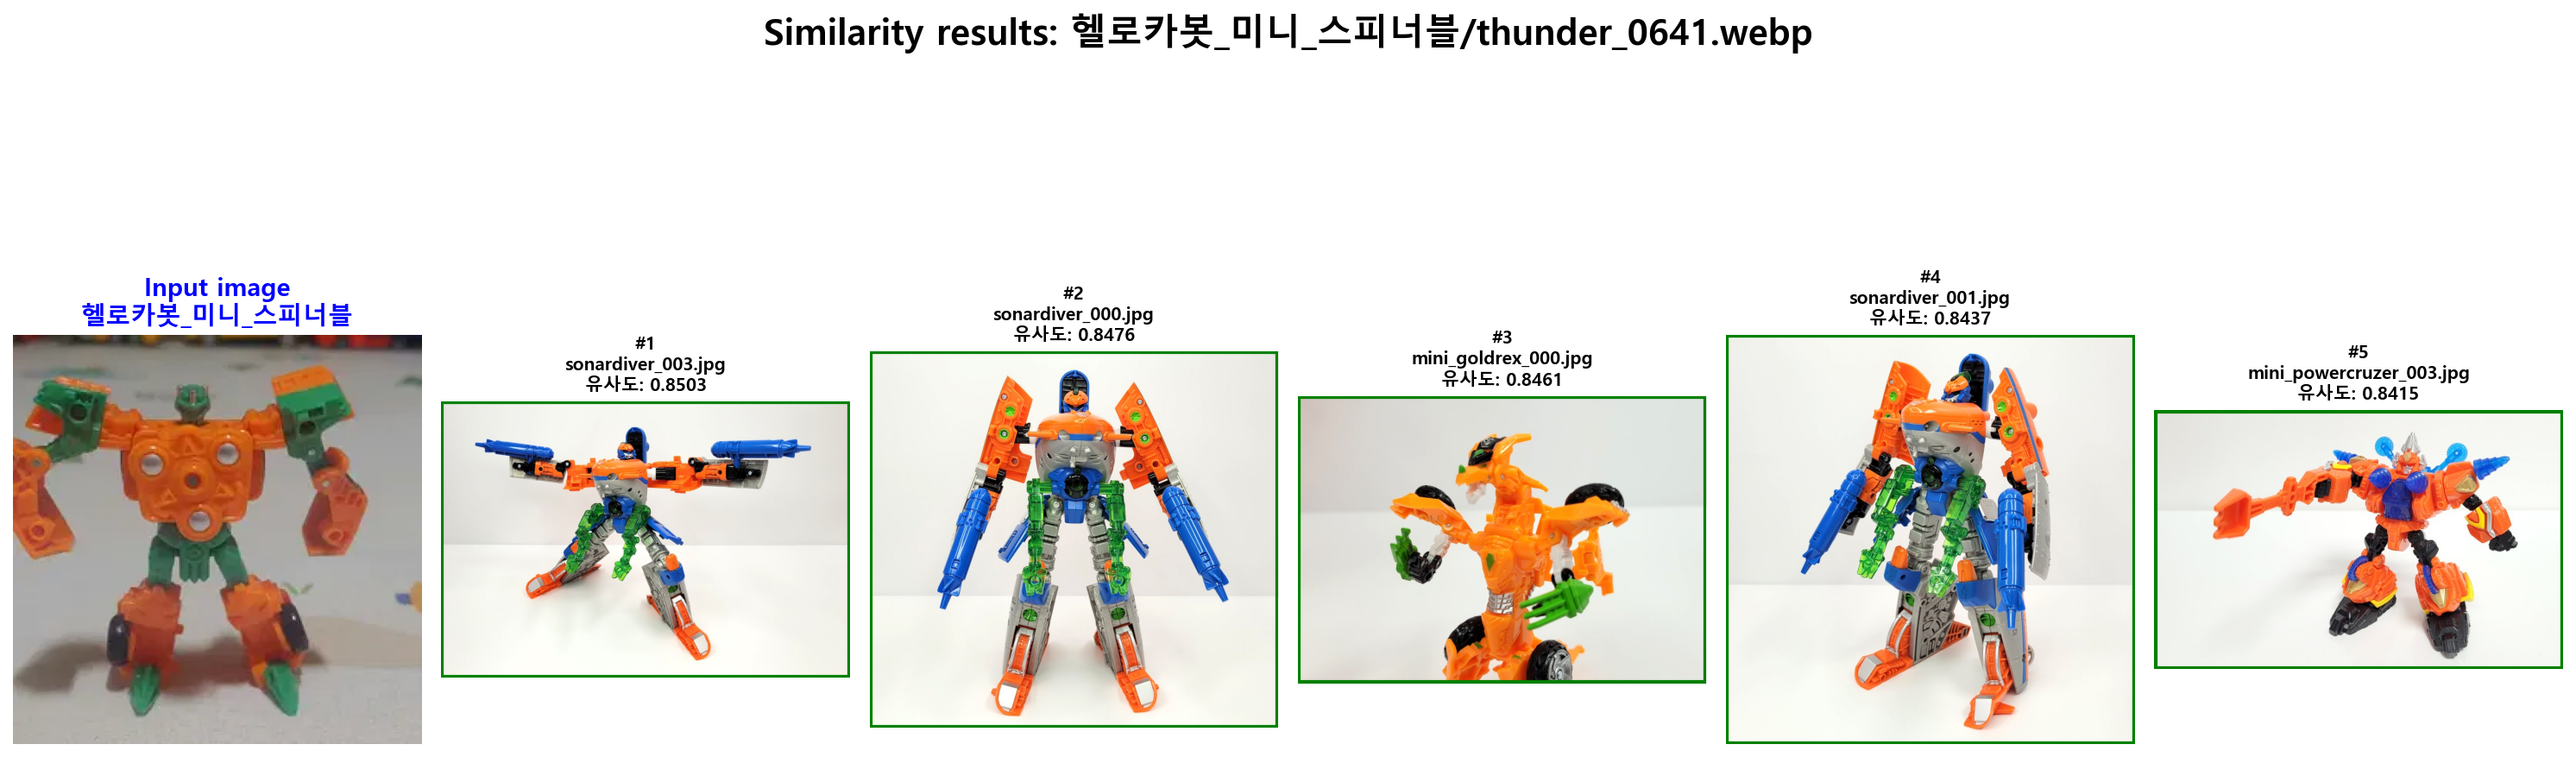 Similarity results: 헬로카봇_미니_스피너블/thunder_0641.webp
Input image
헬로카봇_미니_스피너블
#1
sonardiver_003.jpg
유사도: 0.8503
#2
sonardiver_000.jpg
유사도: 0.8476
#3
mini_goldrex_000.jpg
유사도: 0.8461
#4
sonardiver_001.jpg
유사도: 0.8437
#5
mini_powercruzer_003.jpg
유사도: 0.8415